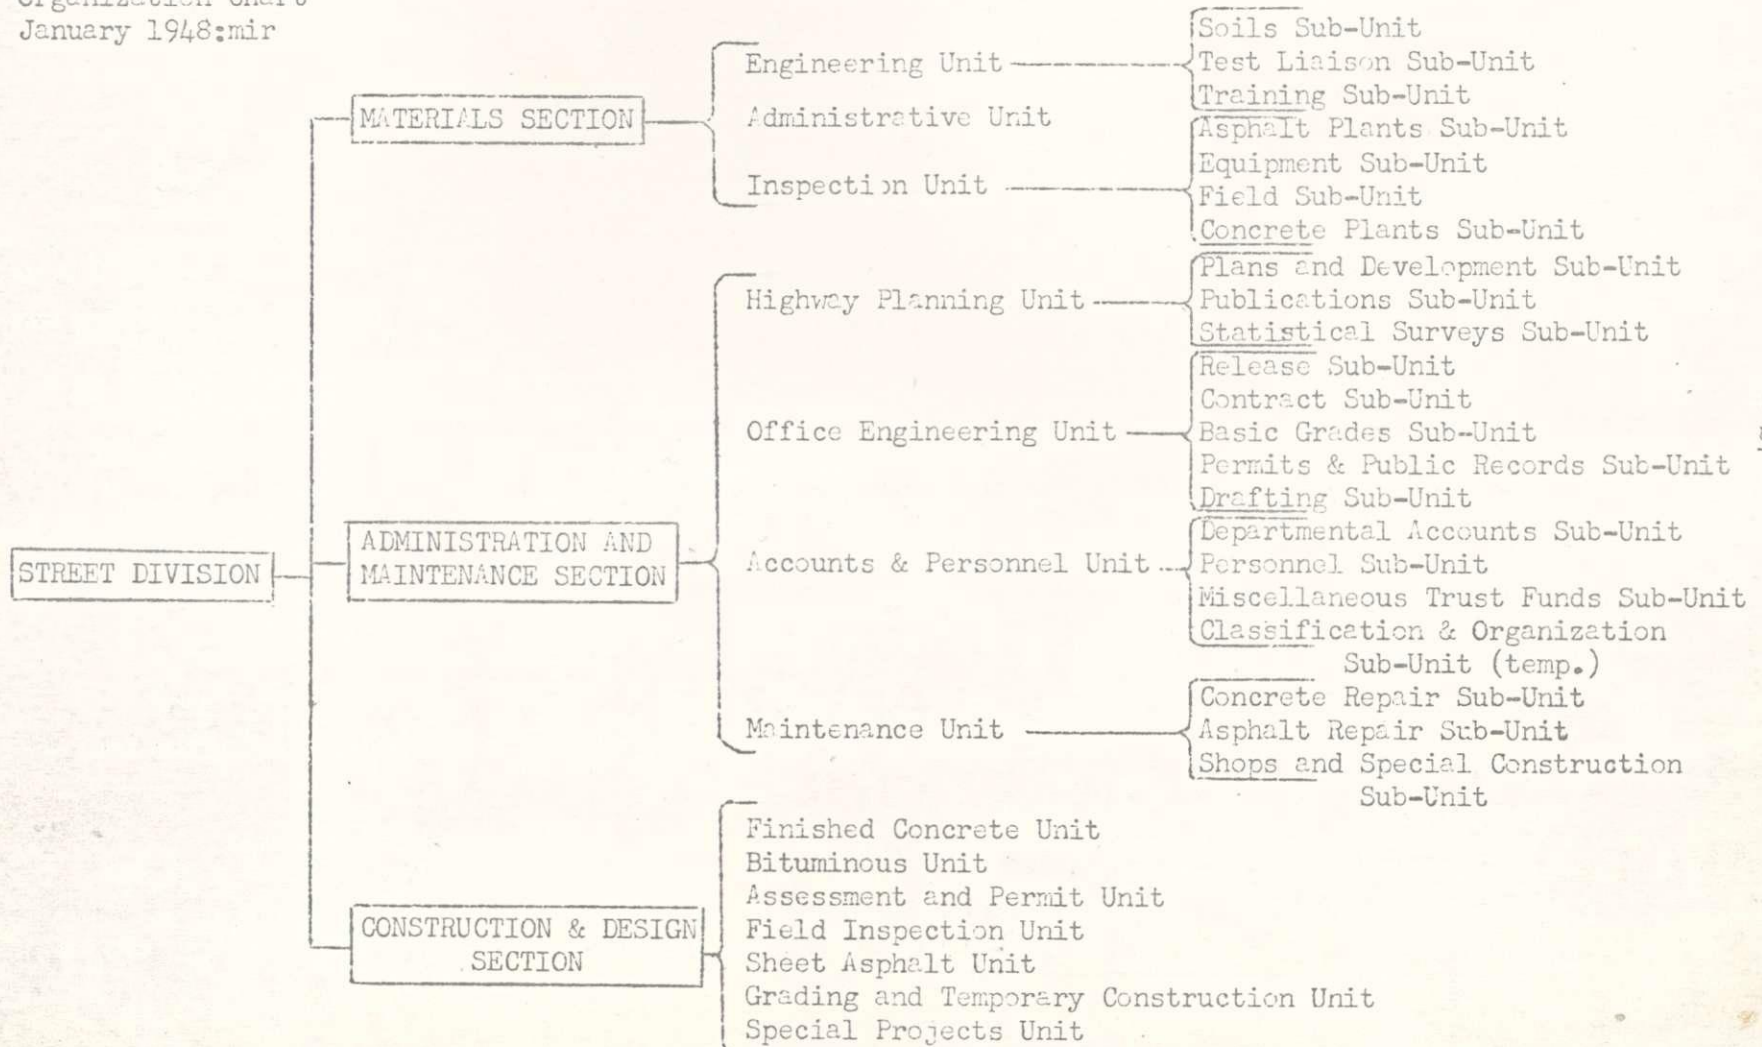 Organization Chart
January 1948:mir
STREET DIVISION
MATERIALS SECTION
Engineering Unit
Soils Sub-Unit
Test Liaison Sub-Unit
Training Sub-Unit
Administrative Unit
Inspection Unit
Asphalt Plants Sub-Unit
Equipment Sub-Unit
Field Sub-Unit
Concrete Plants Sub-Unit
ADMINISTRATION AND
MAINTENANCE SECTION
Highway Planning Unit
Plans and Development Sub-Unit
Publications Sub-Unit
Statistical Surveys Sub-Unit
Office Engineering Unit
Release Sub-Unit
Contract Sub-Unit
Basic Grades Sub-Unit
Permits & Public Records Sub-Unit
Drafting Sub-Unit
Accounts & Personnel Unit
Departmental Accounts Sub-Unit
Personnel Sub-Unit
Miscellaneous Trust Funds Sub-Unit
Classification & Organization
Sub-Unit (temp.)
Maintenance Unit
Concrete Repair Sub-Unit
Asphalt Repair Sub-Unit
Shops and Special Construction
Sub-Unit
CONSTRUCTION & DESIGN
SECTION
Finished Concrete Unit
Bituminous Unit
Assessment and Permit Unit
Field Inspection Unit
Sheet Asphalt Unit
Grading and Temporary Construction Unit
Special Projects Unit